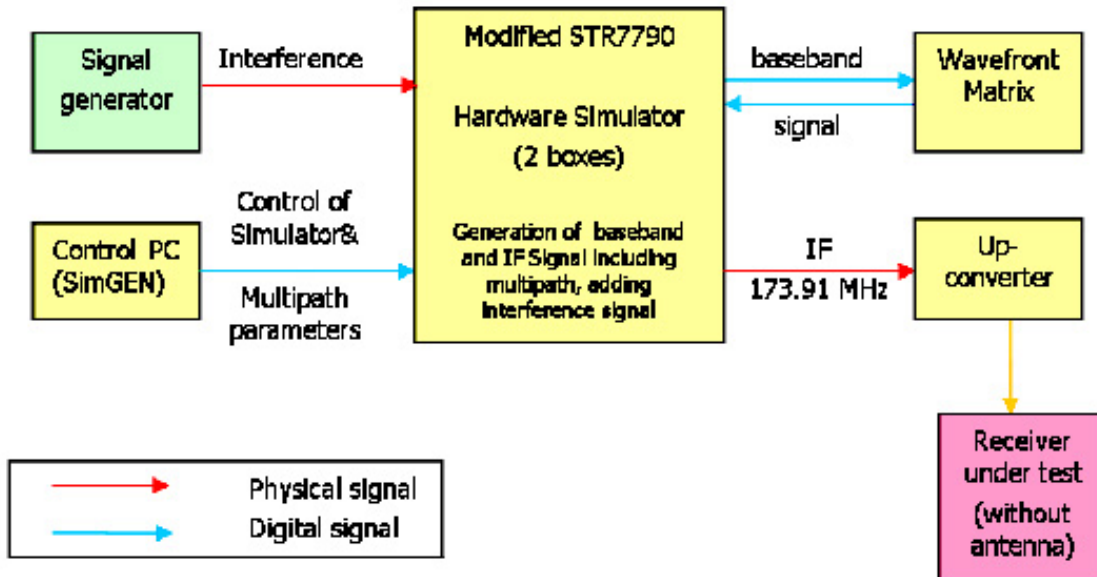 Signal
generator
Interference
Modified STR7790
Hardware Simulator
(2 boxes)
Generation of baseband
and IF Signal including
multipath, adding
interference signal
baseband
signal
Wavefront
Matrix
Control PC
(SimGEN)
Control of
Simulator&
Multipath
parameters
IF
173.91 MHz
Up-
converter
Receiver
under test
(without
antenna)
Physical signal
Digital signal